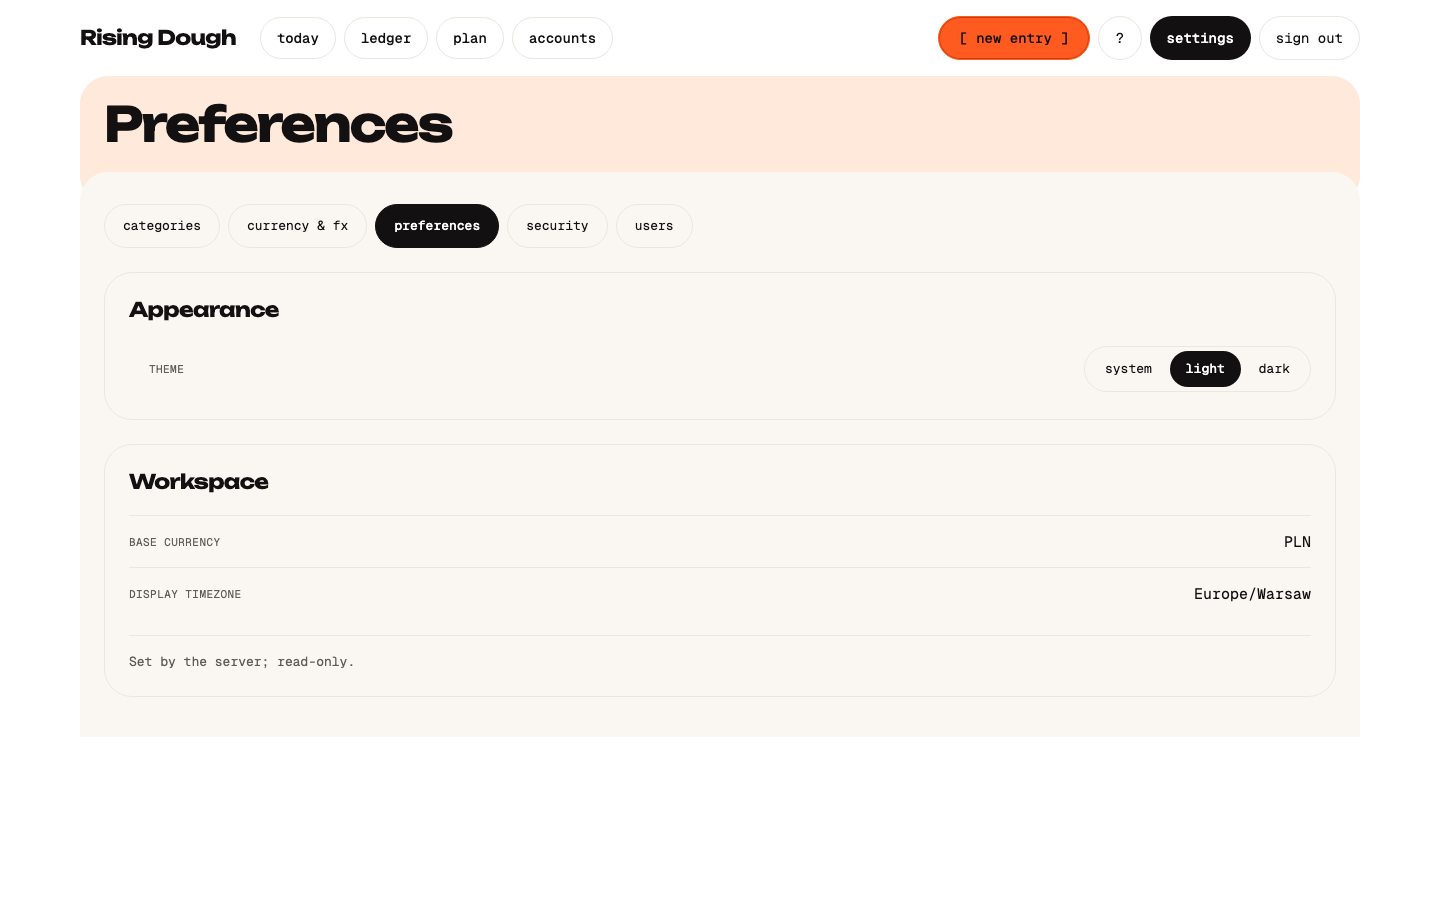 Rising Dough today ledger plan accounts [ new entry ] ? settings sign out
Preferences
categories currency & fx preferences security users
Appearance
THEME system light dark
Workspace
BASE CURRENCY PLN
DISPLAY TIMEZONE Europe/Warsaw
Set by the server; read-only.